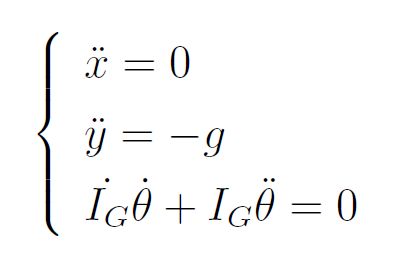 ẍ = 0
ÿ = −g
İ_G θ̇ + I_G θ̈ = 0